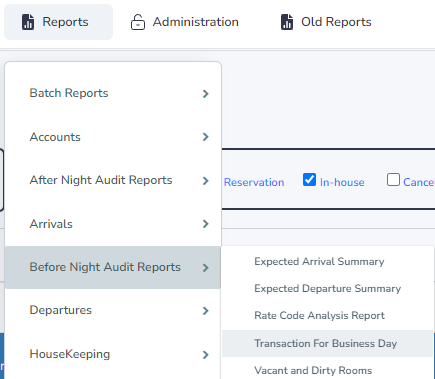 Reports Administration Old Reports
Batch Reports
Accounts
After Night Audit Reports
Reservation In-house Cance
Arrivals
Before Night Audit Reports
Expected Arrival Summary
Expected Departure Summary
Departures
Rate Code Analysis Report
Transaction For Business Day
HouseKeeping
Vacant and Dirty Rooms